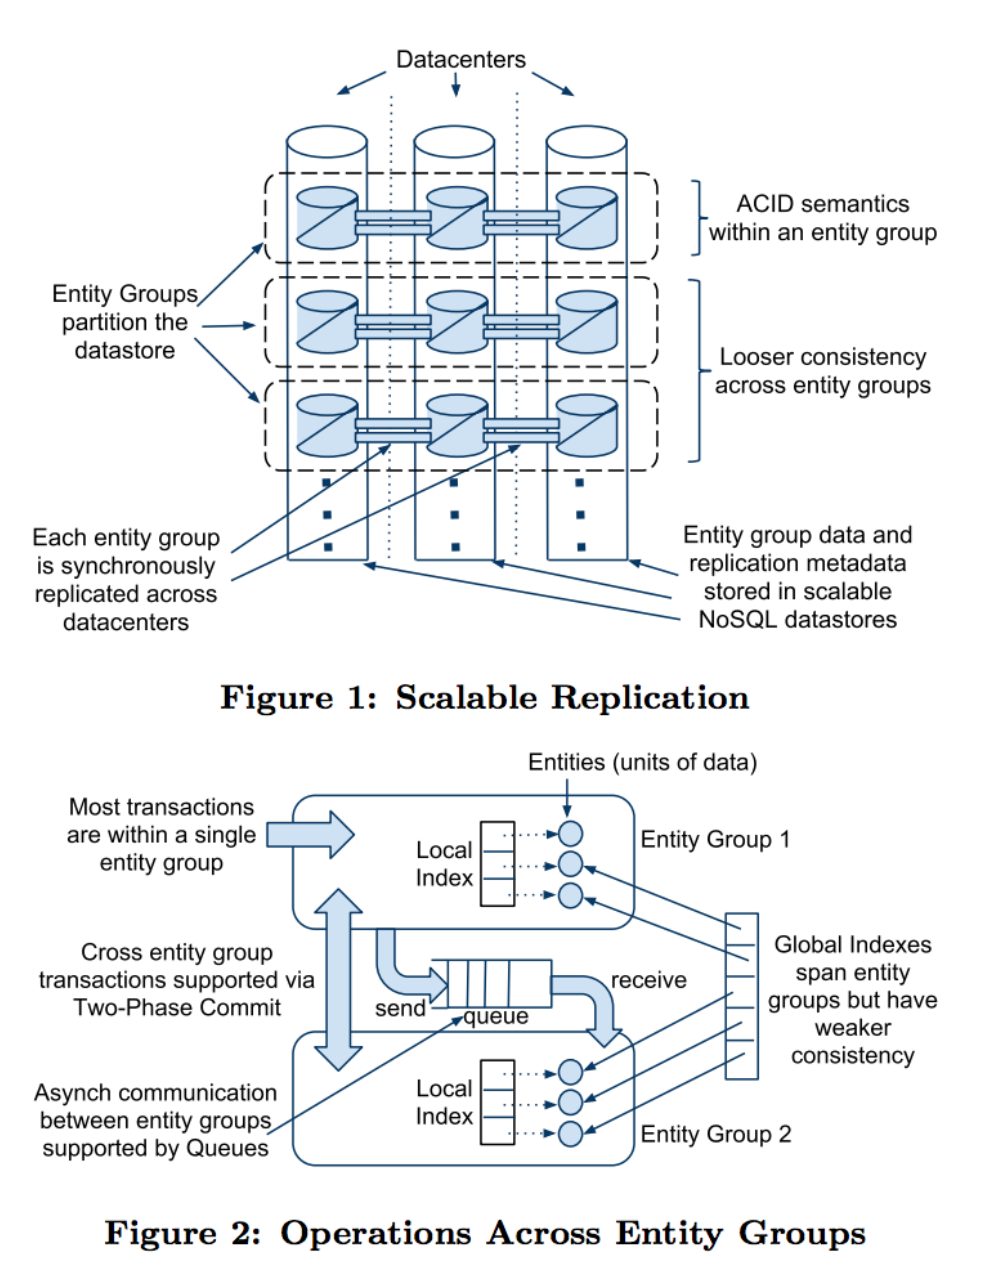 Datacenters
ACID semantics
within an entity group
Entity Groups
partition the
datastore
Looser consistency
across entity groups
Each entity group
is synchronously
replicated across
datacenters
Entity group data and
replication metadata
stored in scalable
NoSQL datastores
Figure 1: Scalable Replication
Entities (units of data)
Most transactions
are within a single
entity group
Local
Index
Entity Group 1
Cross entity group
transactions supported via
Two-Phase Commit
send
queue
receive
Global Indexes
span entity
groups but have
weaker
consistency
Asynch communication
between entity groups
supported by Queues
Local
Index
Entity Group 2
Figure 2: Operations Across Entity Groups